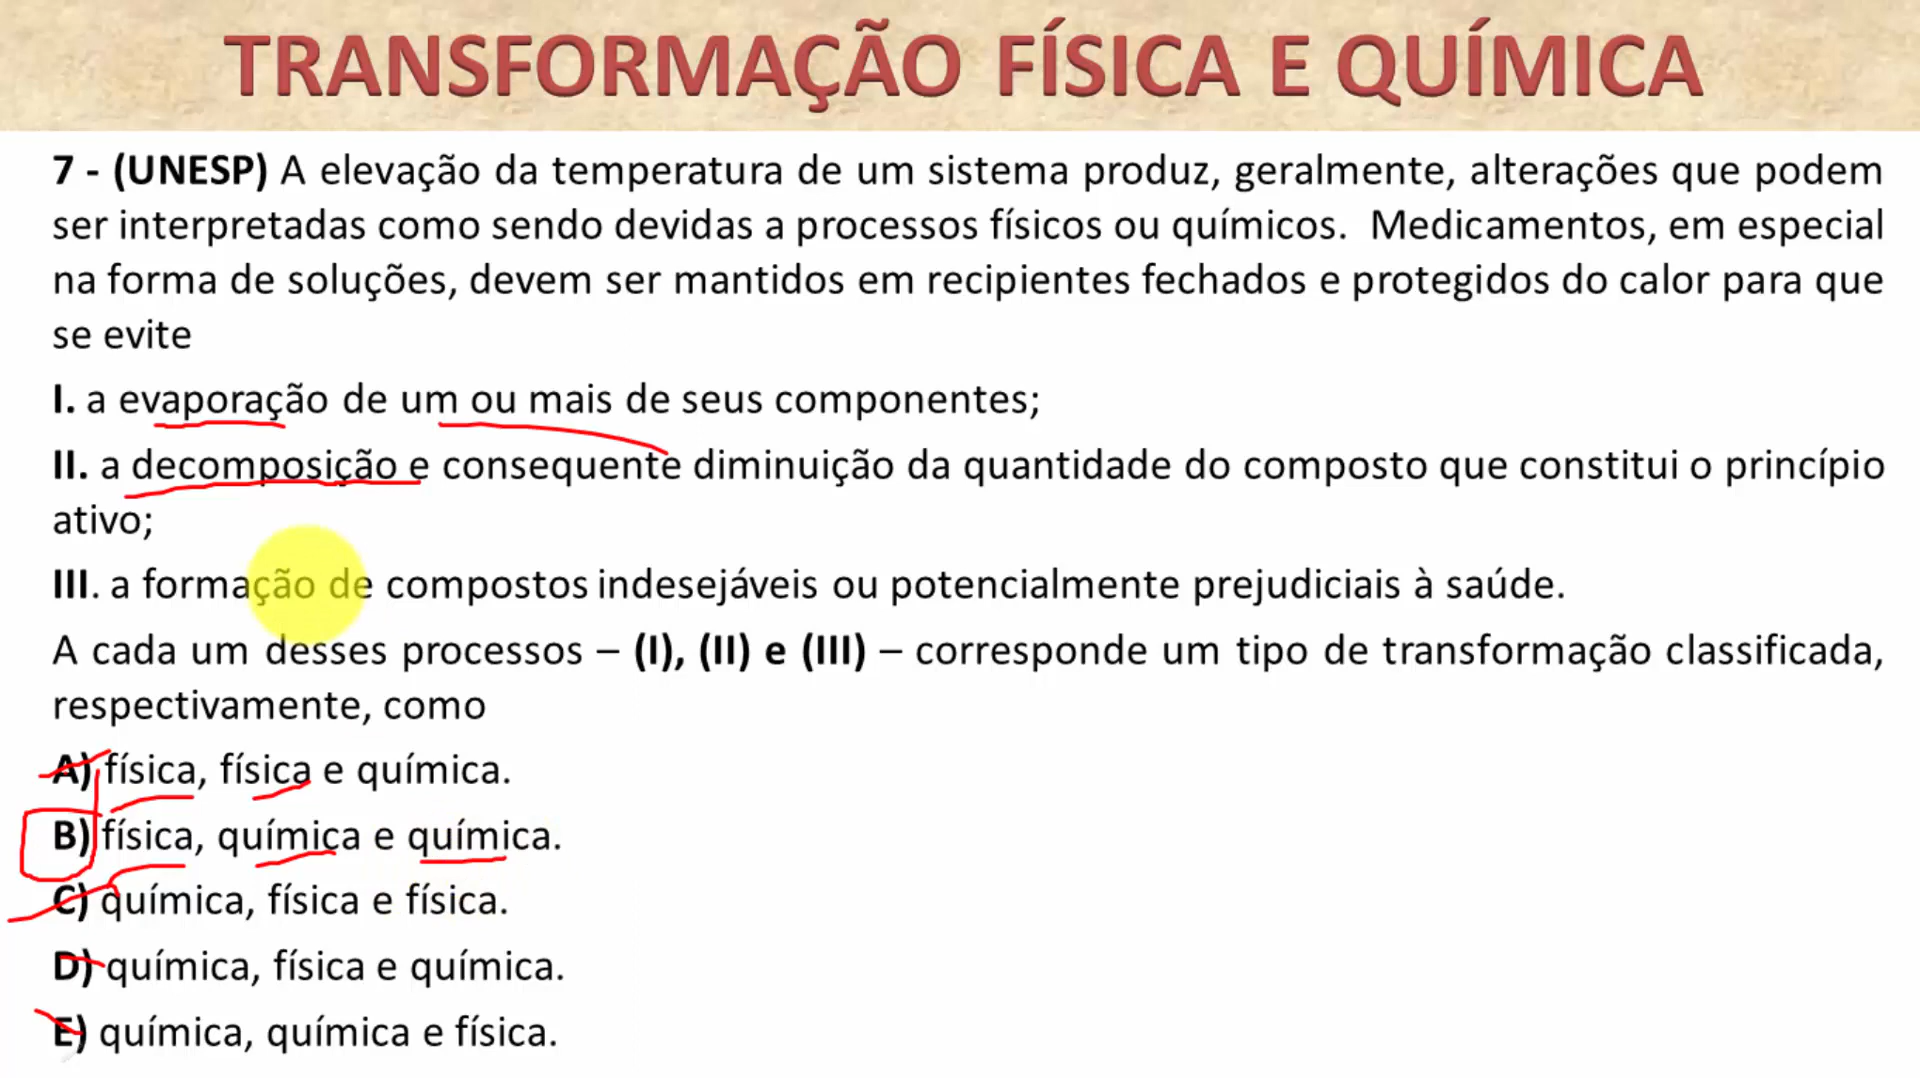 TRANSFORMAÇÃO FÍSICA E QUÍMICA
7 - (UNESP) A elevação da temperatura de um sistema produz, geralmente, alterações que podem
ser interpretadas como sendo devidas a processos físicos ou químicos. Medicamentos, em especial
na forma de soluções, devem ser mantidos em recipientes fechados e protegidos do calor para que
se evite
I. a evaporação de um ou mais de seus componentes;
II. a decomposição e consequente diminuição da quantidade do composto que constitui o princípio
ativo;
III. a formação de compostos indesejáveis ou potencialmente prejudiciais à saúde.
A cada um desses processos – (I), (II) e (III) – corresponde um tipo de transformação classificada,
respectivamente, como
A) física, física e química.
B) física, química e química.
C) química, física e física.
D) química, física e química.
E) química, química e física.